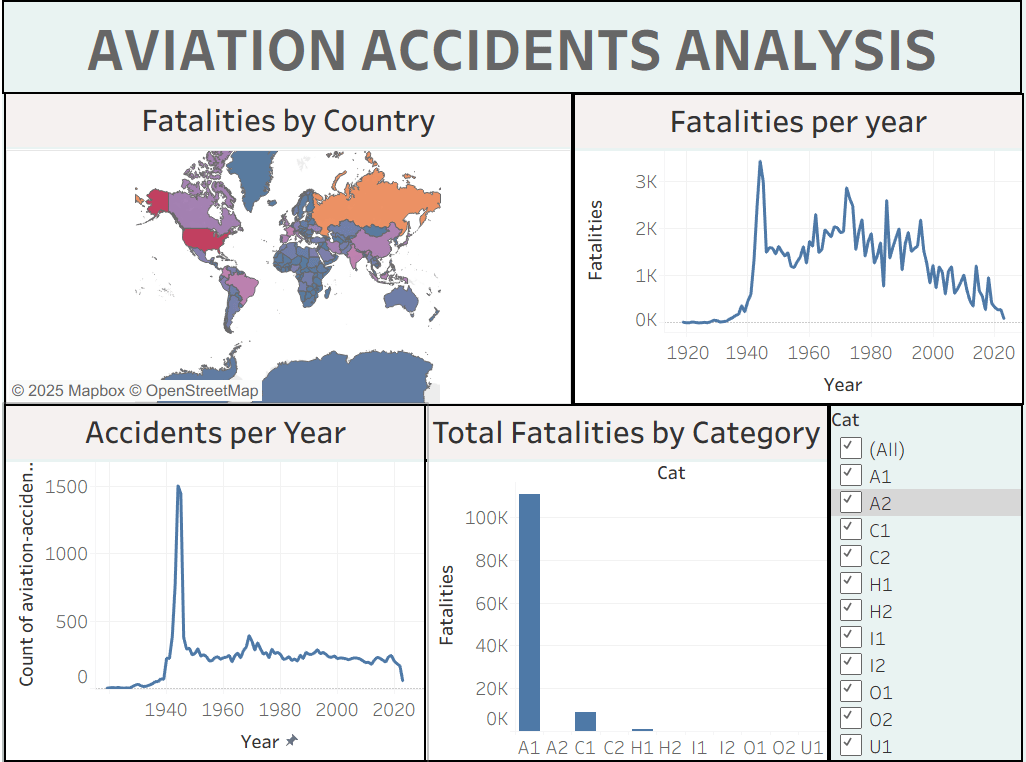 AVIATION ACCIDENTS ANALYSIS
Fatalities by Country
© 2025 Mapbox © OpenStreetMap
Fatalities per year
Fatalities
3K
2K
1K
0K
1920 1940 1960 1980 2000 2020
Year
Accidents per Year
Count of aviation-acciden..
1500
1000
500
0
1940 1960 1980 2000 2020
Year
Total Fatalities by Category
Cat
Fatalities
100K
80K
60K
40K
20K
0K
A1 A2 C1 C2 H1 H2 I1 I2 O1 O2 U1
Cat
(All)
A1
A2
C1
C2
H1
H2
I1
I2
O1
O2
U1